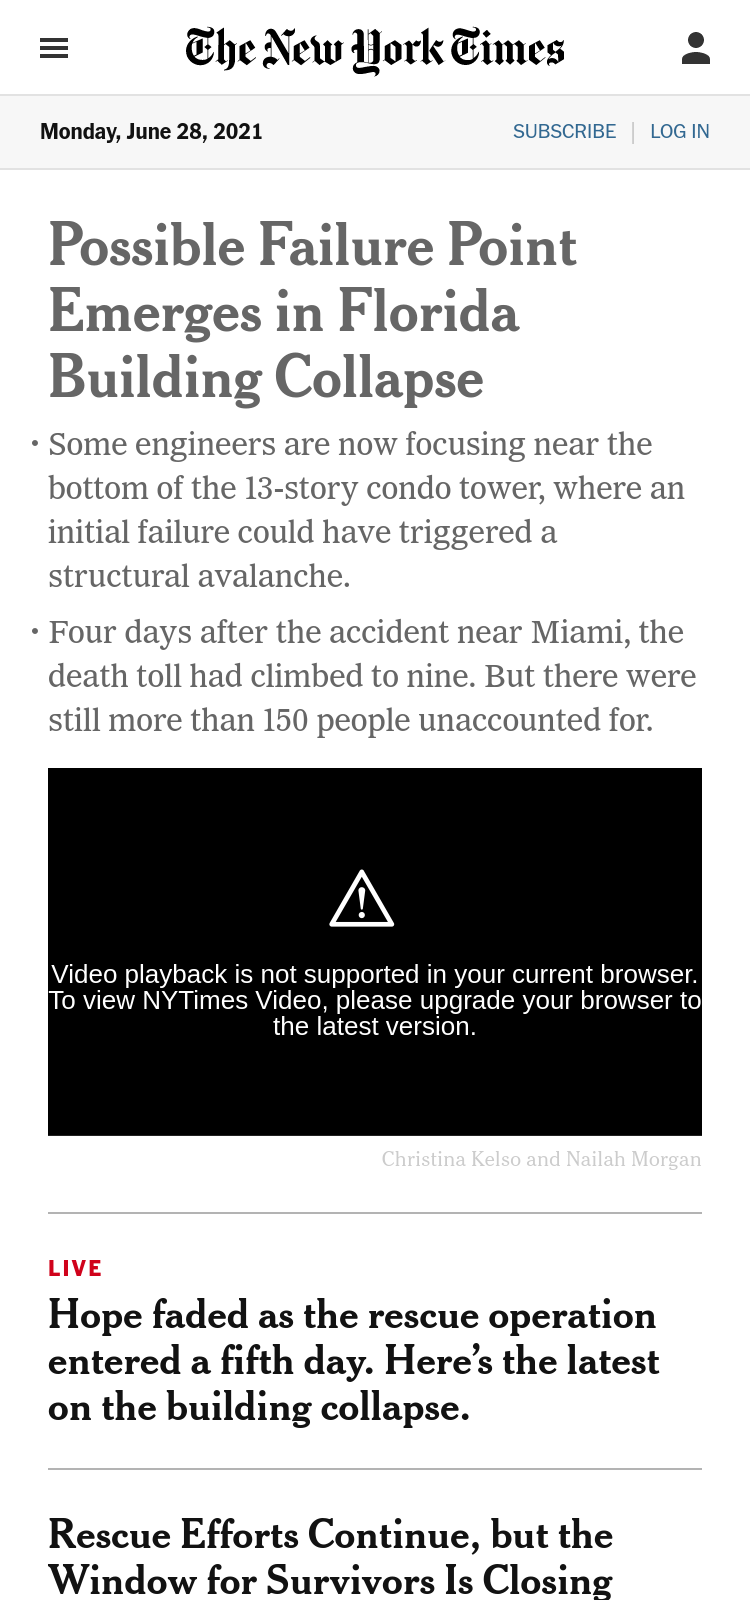 The New York Times
Monday, June 28, 2021
SUBSCRIBE | LOG IN
Possible Failure Point
Emerges in Florida
Building Collapse
• Some engineers are now focusing near the
bottom of the 13-story condo tower, where an
initial failure could have triggered a
structural avalanche.
• Four days after the accident near Miami, the
death toll had climbed to nine. But there were
still more than 150 people unaccounted for.
Video playback is not supported in your current browser.
To view NYTimes Video, please upgrade your browser to
the latest version.
Christina Kelso and Nailah Morgan
LIVE
Hope faded as the rescue operation
entered a fifth day. Here’s the latest
on the building collapse.
Rescue Efforts Continue, but the
Window for Survivors Is Closing